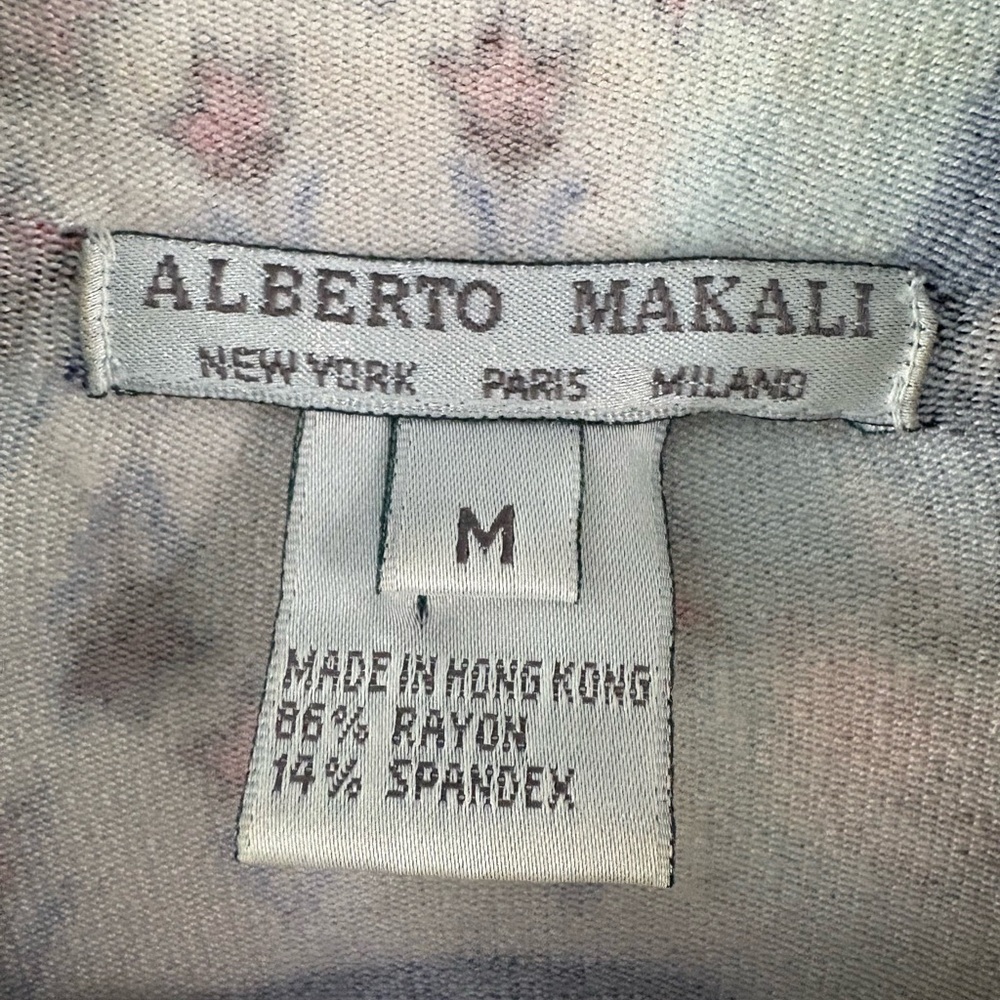 ALBERTO MAKALI
NEW YORK PARIS MILANO
M
MADE IN HONG KONG
86% RAYON
14% SPANDEX